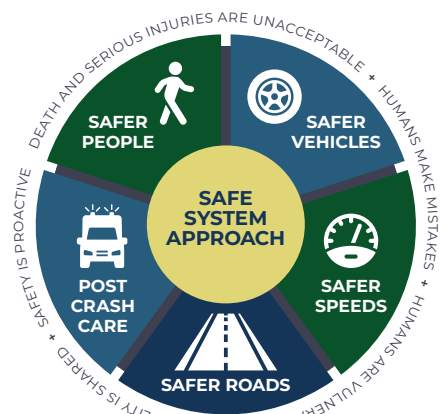 DEATH AND SERIOUS INJURIES ARE UNACCEPTABLE
HUMANS MAKE MISTAKES
HUMANS ARE
IS SHARED
SAFETY IS PROACTIVE
SAFER
PEOPLE
SAFER
VEHICLES
SAFE
SYSTEM
APPROACH
SAFER
SPEEDS
POST
CRASH
CARE
SAFER ROADS